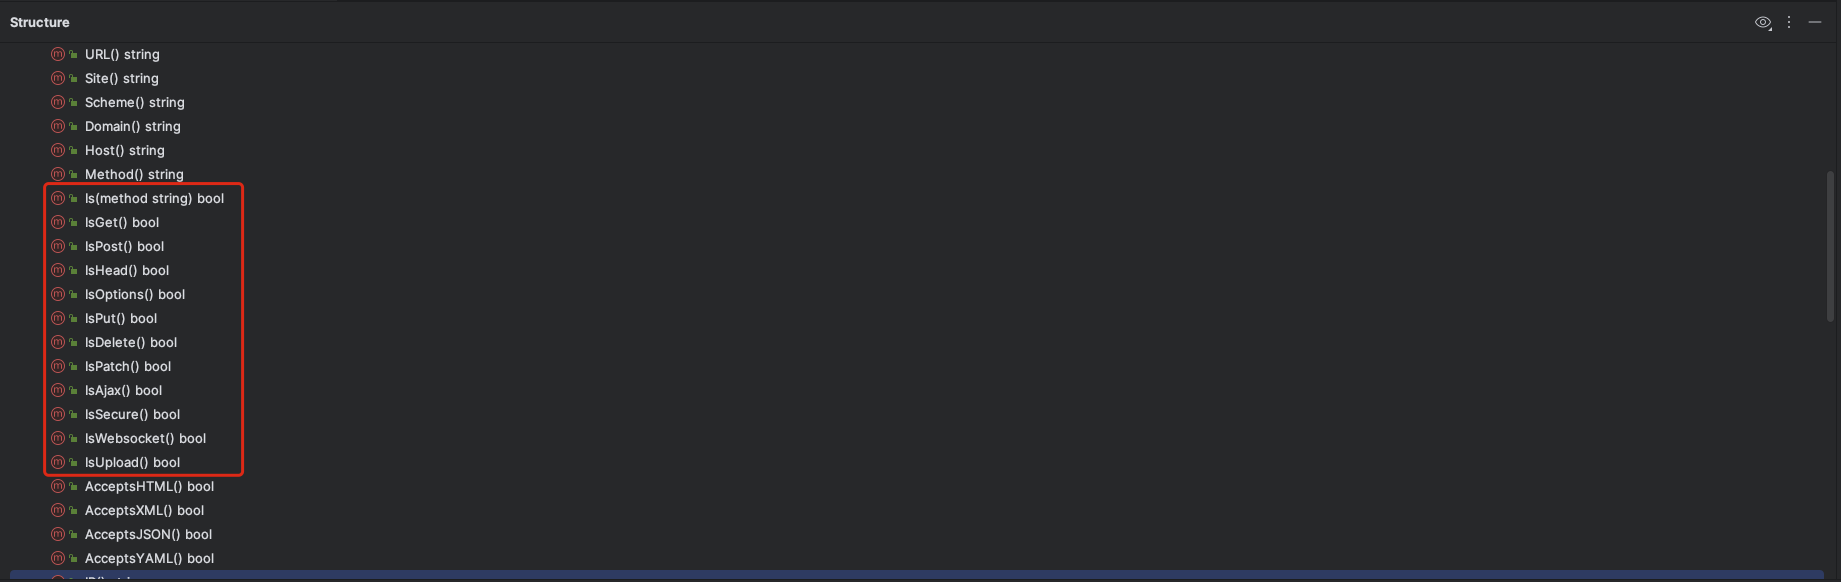 Structure
URL() string
Site() string
Scheme() string
Domain() string
Host() string
Method() string
Is(method string) bool
IsGet() bool
IsPost() bool
IsHead() bool
IsOptions() bool
IsPut() bool
IsDelete() bool
IsPatch() bool
IsAjax() bool
IsSecure() bool
IsWebsocket() bool
IsUpload() bool
AcceptsHTML() bool
AcceptsXML() bool
AcceptsJSON() bool
AcceptsYAML() bool